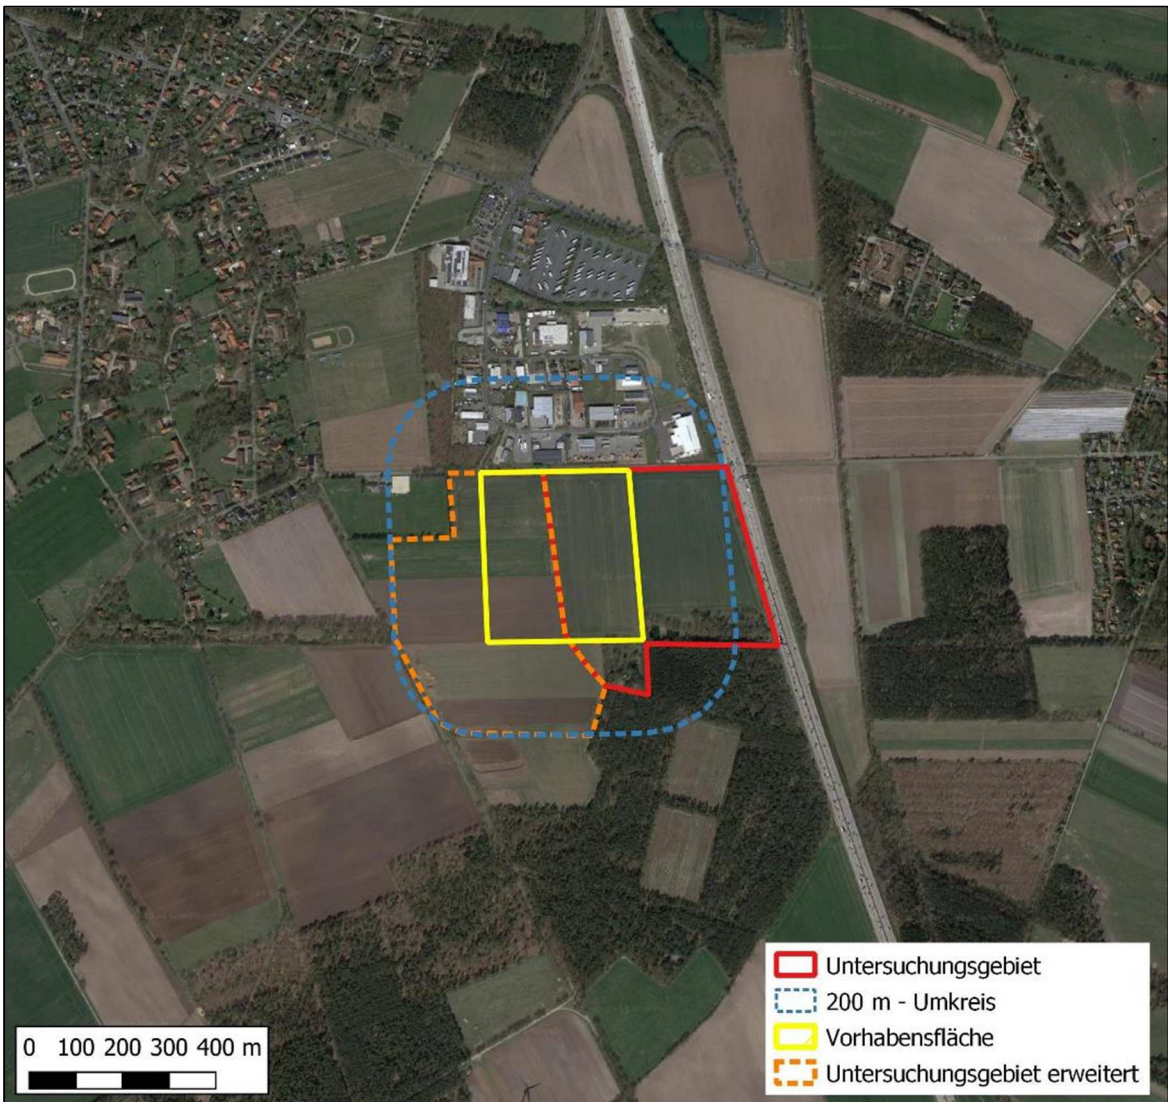 Untersuchungsgebiet
200 m - Umkreis
Vorhabensfläche
Untersuchungsgebiet erweitert
0 100 200 300 400 m